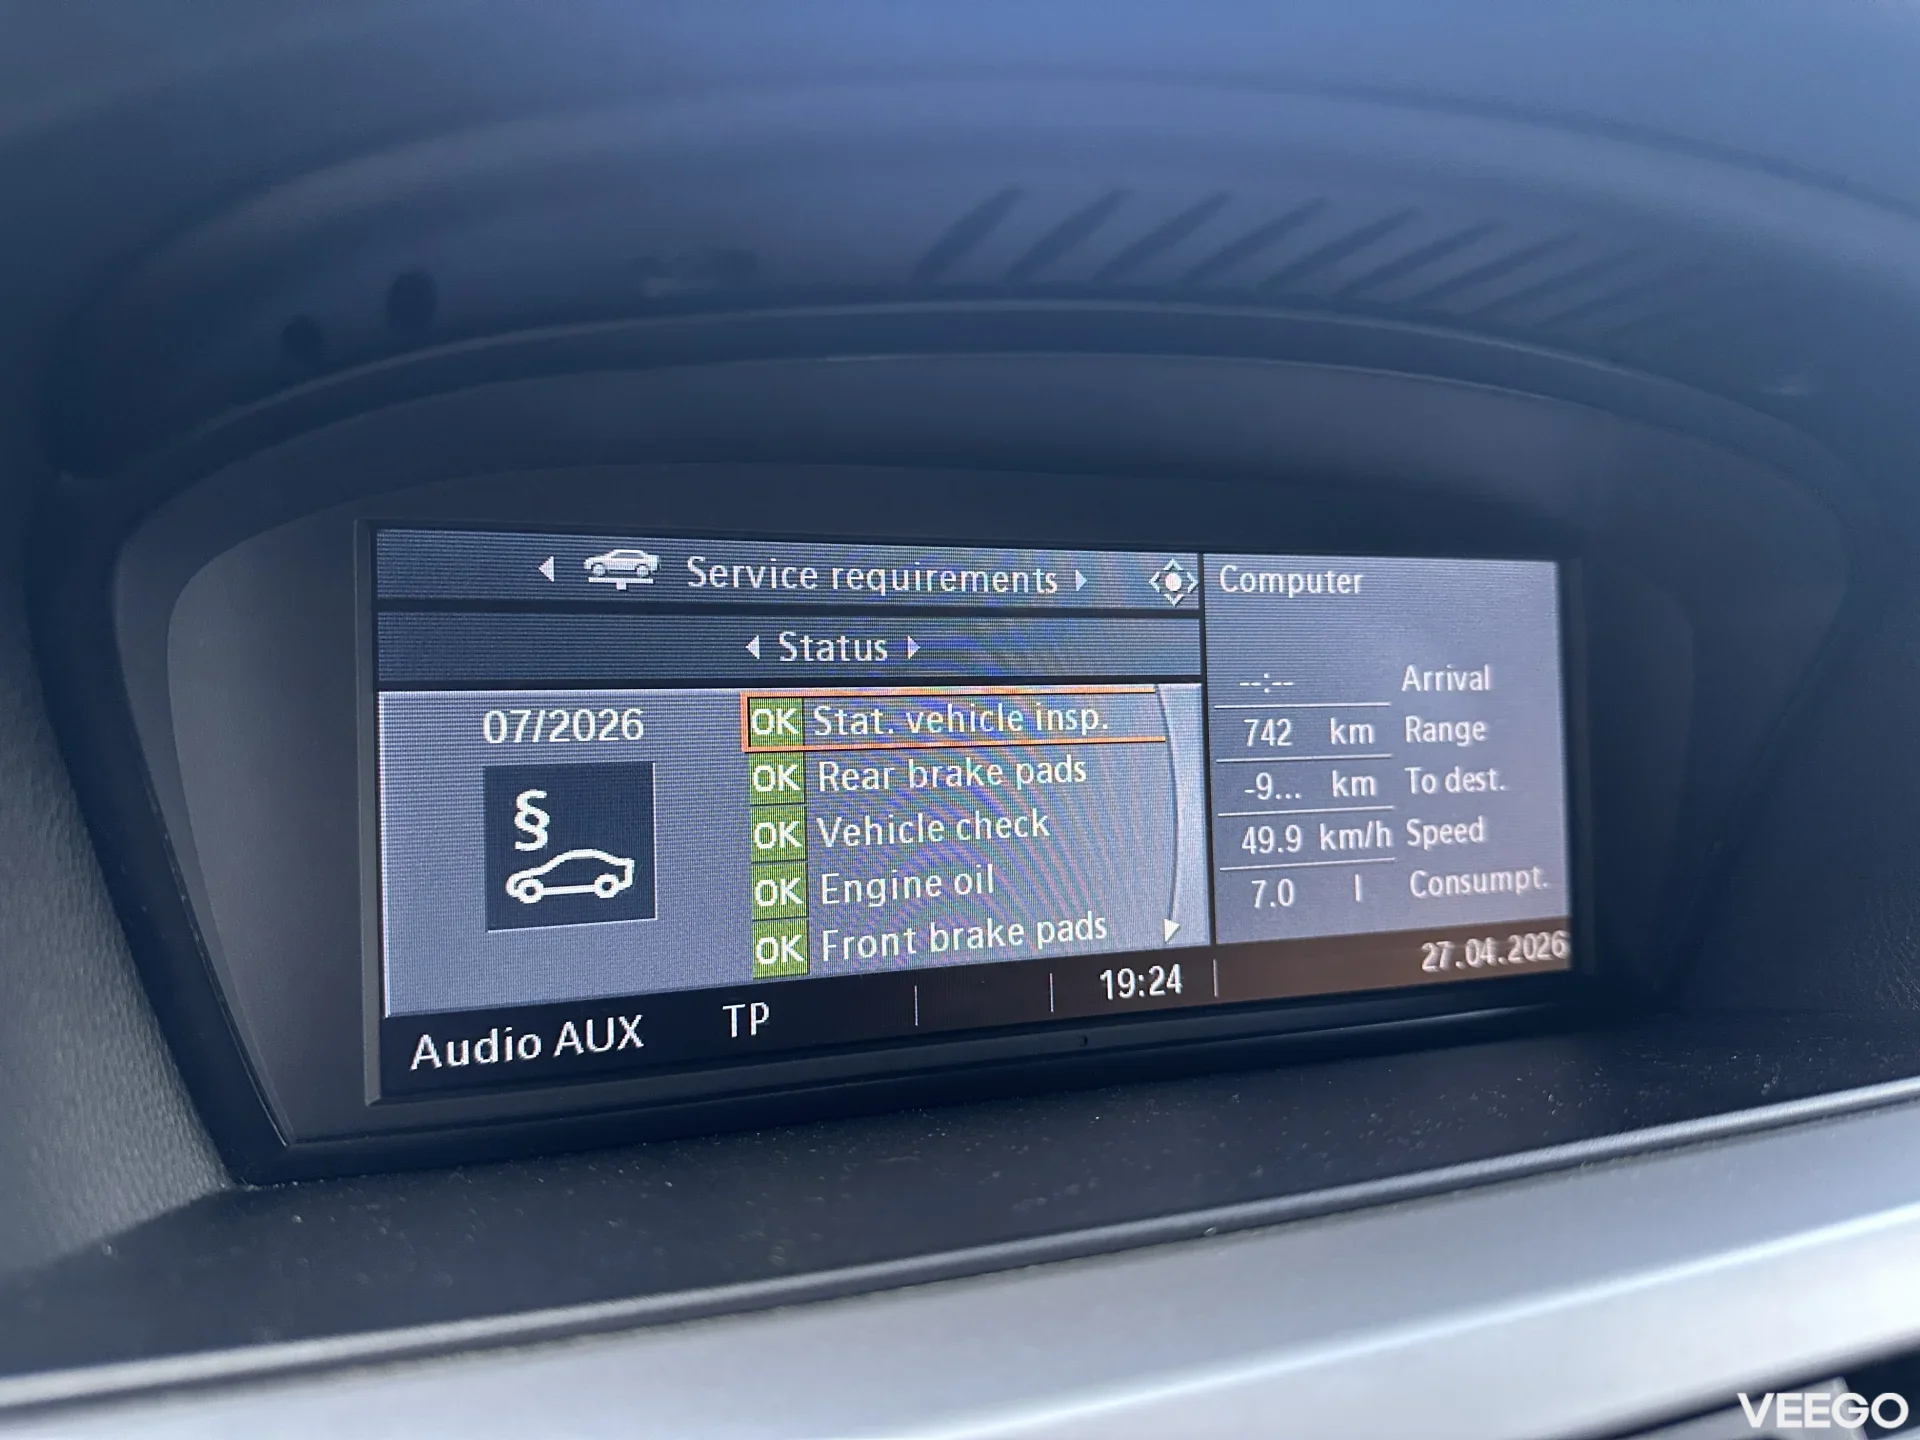 Service requirements
Status
07/2026
§
OK Stat. vehicle insp.
OK Rear brake pads
OK Vehicle check
OK Engine oil
OK Front brake pads
Computer
--:-- Arrival
742 km Range
-9... km To dest.
49.9 km/h Speed
7.0 l Consumpt.
Audio AUX TP 19:24 27.04.2026
VEEGO